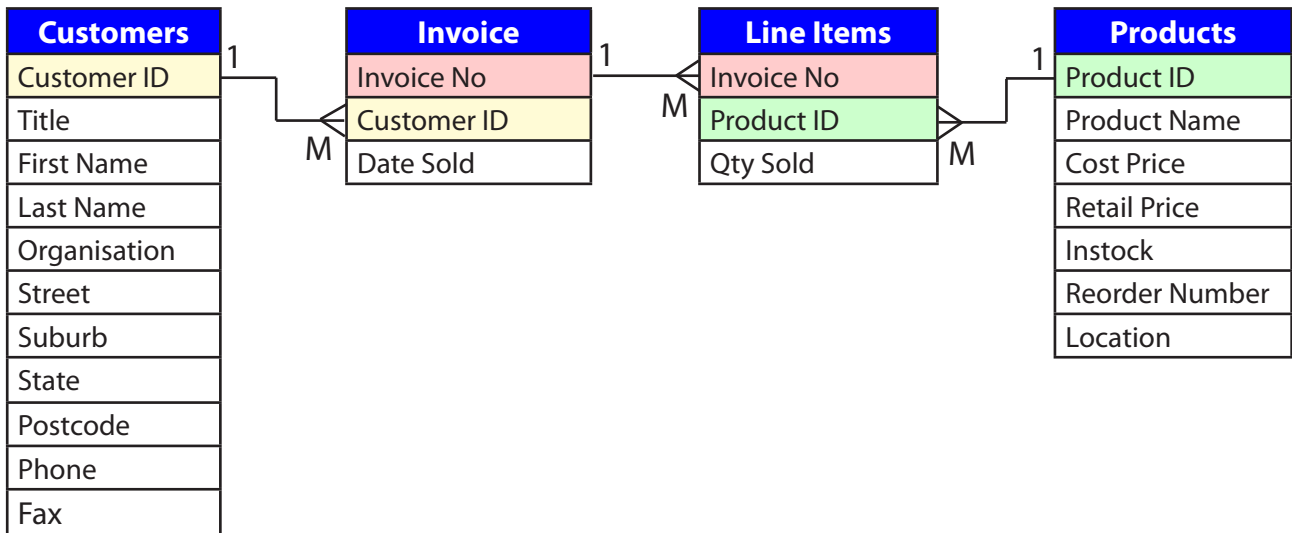 Customers
Customer ID
Title
First Name
Last Name
Organisation
Street
Suburb
State
Postcode
Phone
Fax
1
M
Invoice
Invoice No
Customer ID
Date Sold
1
M
Line Items
Invoice No
Product ID
Qty Sold
M
1
Products
Product ID
Product Name
Cost Price
Retail Price
Instock
Reorder Number
Location